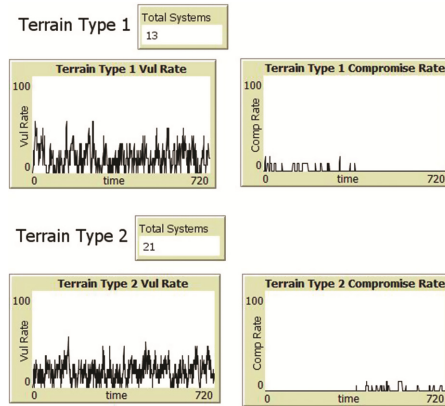 Terrain Type 1
Total Systems
13
Terrain Type 1 Vul Rate
100
Vul Rate
0
0 time 720
Terrain Type 1 Compromise Rate
100
Comp Rate
0
0 time 720
Terrain Type 2
Total Systems
21
Terrain Type 2 Vul Rate
100
Vul Rate
0
0 time 720
Terrain Type 2 Compromise Rate
100
Comp Rate
0
0 time 720